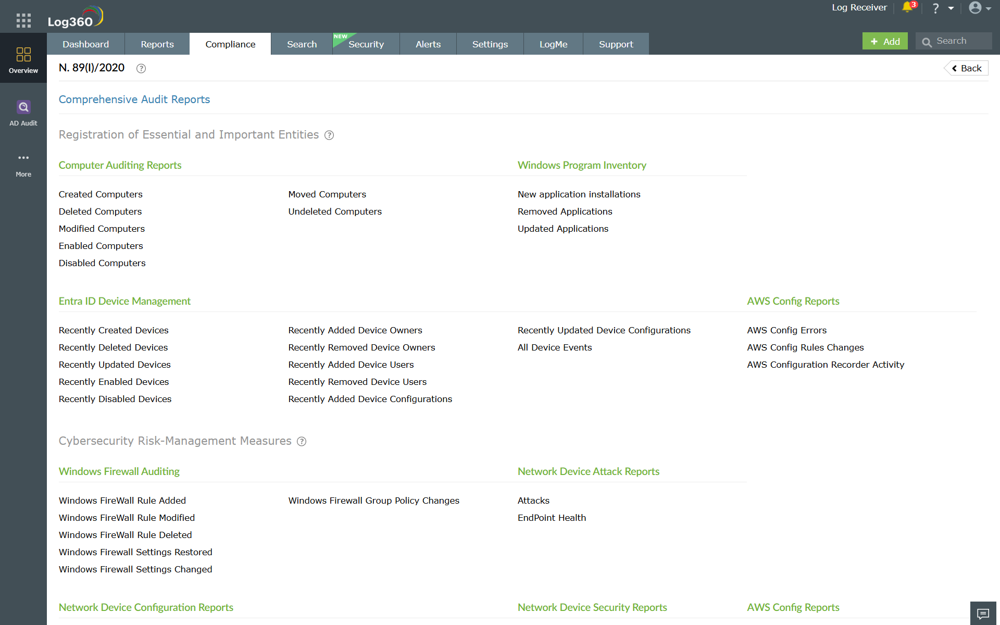 Log Receiver
3
?
Log360
Dashboard
Reports
Compliance
Search
NEW
Security
Alerts
Settings
LogMe
Support
+ Add
Search
Overview
AD Audit
More
N. 89(I)/2020 ?
Back
Comprehensive Audit Reports
Registration of Essential and Important Entities ?
Computer Auditing Reports
Windows Program Inventory
Created Computers
Moved Computers
New application installations
Deleted Computers
Undeleted Computers
Removed Applications
Modified Computers
Updated Applications
Enabled Computers
Disabled Computers
Entra ID Device Management
AWS Config Reports
Recently Created Devices
Recently Added Device Owners
Recently Updated Device Configurations
AWS Config Errors
Recently Deleted Devices
Recently Removed Device Owners
All Device Events
AWS Config Rules Changes
Recently Updated Devices
Recently Added Device Users
AWS Configuration Recorder Activity
Recently Enabled Devices
Recently Removed Device Users
Recently Disabled Devices
Recently Added Device Configurations
Cybersecurity Risk-Management Measures ?
Windows Firewall Auditing
Network Device Attack Reports
Windows FireWall Rule Added
Windows Firewall Group Policy Changes
Attacks
Windows FireWall Rule Modified
EndPoint Health
Windows FireWall Rule Deleted
Windows Firewall Settings Restored
Windows Firewall Settings Changed
Network Device Configuration Reports
Network Device Security Reports
AWS Config Reports